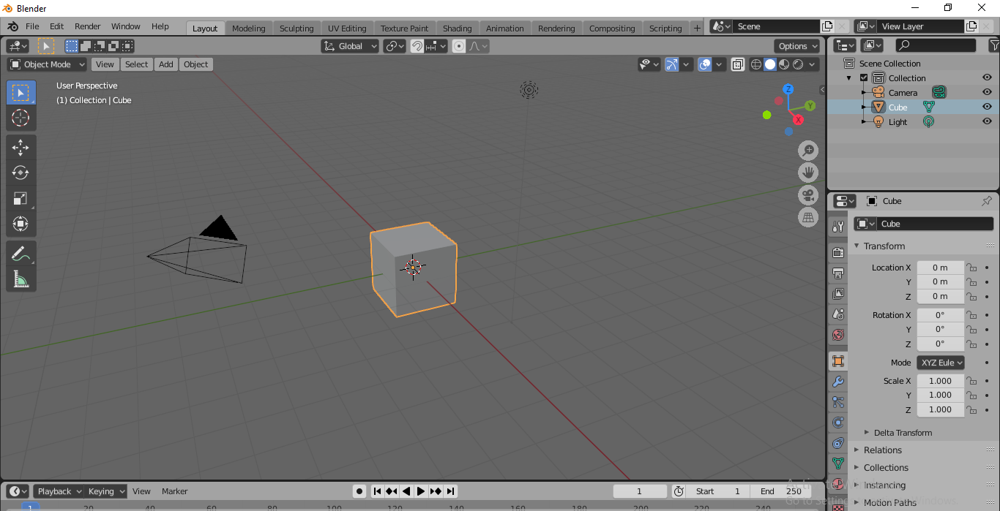 Blender
File Edit Render Window Help Layout Modeling Sculpting UV Editing Texture Paint Shading Animation Rendering Compositing Scripting + Scene View Layer
Global Options
Object Mode View Select Add Object
User Perspective
(1) Collection | Cube
Z
Y
X
Scene Collection
Collection
Camera
Cube
Light
Cube
Cube
Transform
Location X 0 m
Y 0 m
Z 0 m
Rotation X 0°
Y 0°
Z 0°
Mode XYZ Eule
Scale X 1.000
Y 1.000
Z 1.000
Delta Transform
Relations
Collections
Instancing
Motion Paths
Playback Keying View Marker 1 Start 1 End 250
1 20 40 60 80 100 120 140 160 180 200 220 240